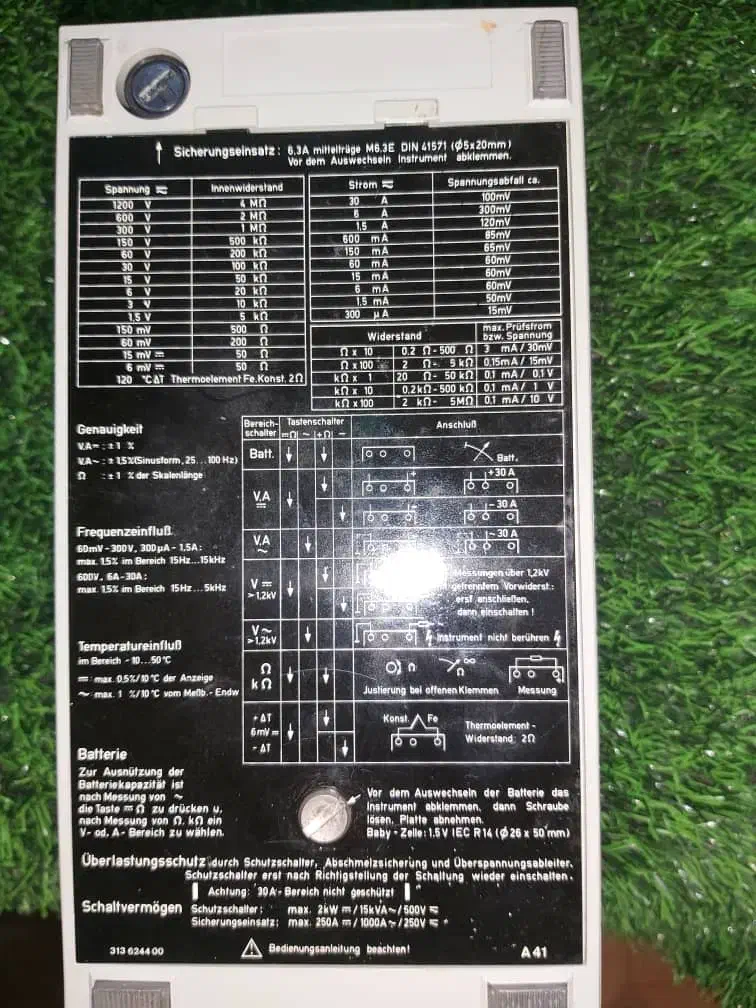 Sicherungseinsatz: 6,3A mittelträge M6,3E DIN 41571 (Ø5x20mm)
Vor dem Auswechseln Instrument abklemmen.
Spannung ≂ Innenwiderstand
1200 V 4 MΩ
600 V 2 MΩ
300 V 1 MΩ
150 V 500 kΩ
60 V 200 kΩ
30 V 100 kΩ
15 V 50 kΩ
6 V 20 kΩ
3 V 10 kΩ
1,5 V 5 kΩ
150 mV 500 Ω
60 mV 200 Ω
15 mV ⎓ 50 Ω
6 mV ⎓ 50 Ω
120 °C ΔT Thermoelement Fe.Konst. 2Ω
Strom ≂ Spannungsabfall ca.
30 A 100mV
6 A 300mV
1,5 A 120mV
600 mA 85mV
150 mA 65mV
60 mA 60mV
15 mA 60mV
6 mA 60mV
1,5 mA 50mV
300 µA 15mV
Widerstand max. Prüfstrom
bzw. Spannung
Ω x 10 0,2 Ω-500 Ω 3 mA / 30mV
Ω x 100 2 Ω- 5 kΩ 0,15mA / 15mV
kΩ x 1 20 Ω- 50 kΩ 0,1 mA / 0,1 V
kΩ x 10 0,2kΩ-500 kΩ 0,1 mA / 1 V
kΩ x 100 2 kΩ- 5MΩ 0,1 mA / 10 V
Genauigkeit
V.A⎓: ± 1 %
V.A~: ± 1,5%(Sinusform, 25...100 Hz)
Ω : ± 1 % der Skalenlänge
Frequenzeinfluß
60mV-300V, 300µA-1,5A:
max. 1,5% im Bereich 15Hz...15kHz
600V, 6A-30A:
max. 1,5% im Bereich 15Hz...5kHz
Temperatureinfluß
im Bereich -10...50°C
⎓ max. 0,5%/10°C der Anzeige
~ max. 1 %/10°C vom Meßb.-Endw
Batterie
Zur Ausnützung der
Batteriekapazität ist
nach Messung von ~
die Taste ⎓ Ω zu drücken u.
nach Messung von Ω, kΩ ein
V- od. A- Bereich zu wählen.
Bereich-
schalter Tastenschalter Anschluß
⎓Ω ~ +Ω -
Batt. Batt.
V.A
⎓ + +30 A
- -30 A
V.A
~ ~30 A
V ⎓
>1,2kV Messungen über 1,2kV
getrenntem Vorwiderst.:
erst anschließen,
dann einschalten !
V~
>1,2kV Instrument nicht berühren
Ω
kΩ Ω ∞
Ω
Justierung bei offenen Klemmen Messung
+ ΔT
6mV⎓
- ΔT Konst. Fe Thermoelement-
Widerstand: 2Ω
Vor dem Auswechseln der Batterie das
Instrument abklemmen, dann Schraube
lösen, Platte abnehmen.
Baby - Zelle: 1,5V IEC R14 (Ø 26 x 50 mm)
Überlastungsschutz durch Schutzschalter, Abschmelzsicherung und Überspannungsableiter.
Schutzschalter erst nach Richtigstellung der Schaltung wieder einschalten.
Achtung: 30A-Bereich nicht geschützt
Schaltvermögen Schutzschalter: max. 2kW ⎓ / 15kVA~ / 500V ≂
Sicherungseinsatz: max. 250A ⎓ / 1000A~ / 250V ≂
313 6244 00 Bedienungsanleitung beachten! A 41